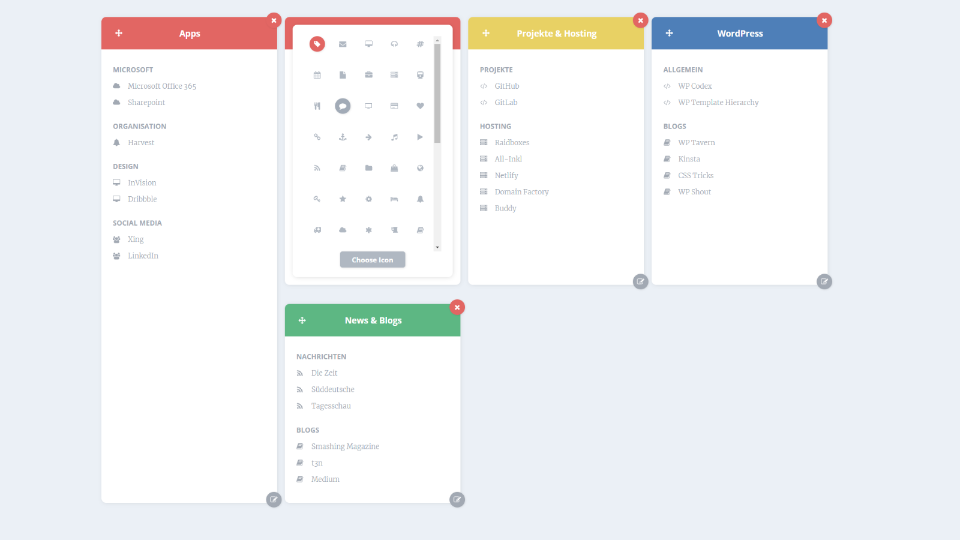 Apps
MICROSOFT
Microsoft Office 365
Sharepoint
ORGANISATION
Harvest
DESIGN
InVision
Dribbble
SOCIAL MEDIA
Xing
LinkedIn
Choose Icon
News & Blogs
NACHRICHTEN
Die Zeit
Süddeutsche
Tagesschau
BLOGS
Smashing Magazine
t3n
Medium
Projekte & Hosting
PROJEKTE
GitHub
GitLab
HOSTING
Raidboxes
All-Inkl
Netlify
Domain Factory
Buddy
WordPress
ALLGEMEIN
WP Codex
WP Template Hierarchy
BLOGS
WP Tavern
Kinsta
CSS Tricks
WP Shout